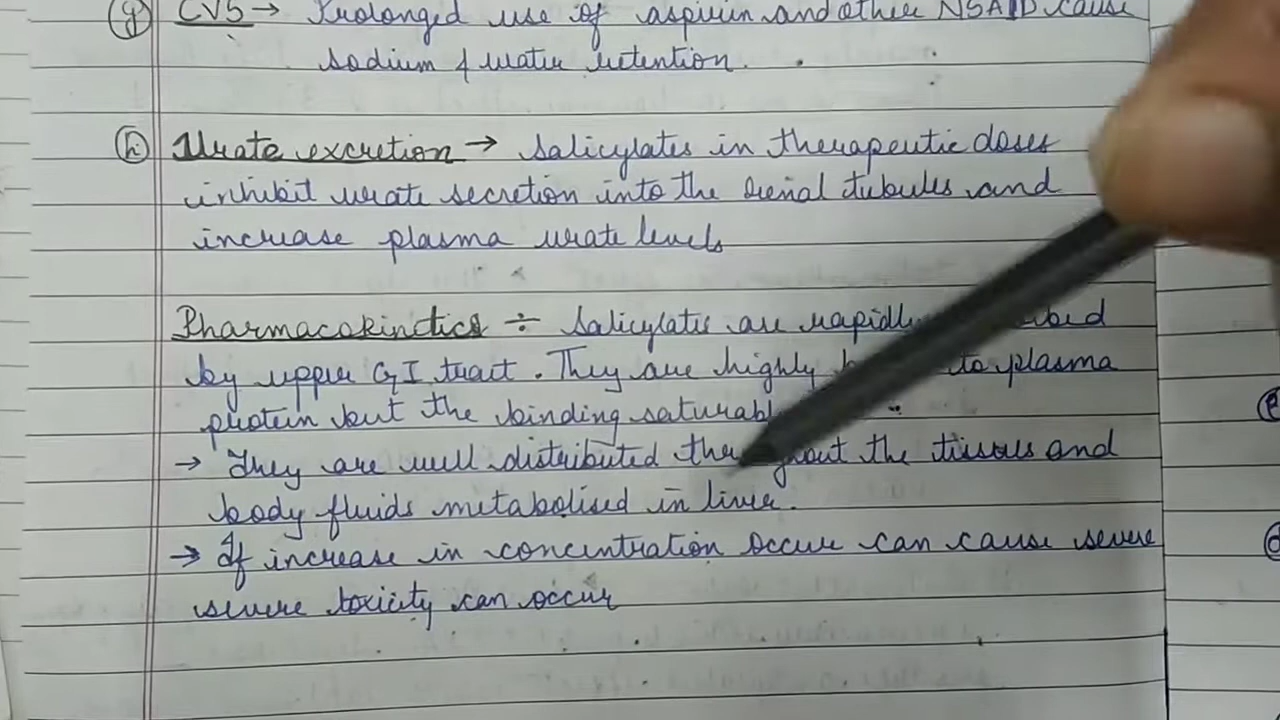 (g) CVS → Prolonged use of aspirin and other NSAID cause
sodium & water retention.
(h) Urate excretion → Salicylates in therapeutic doses
inhibit urate secretion into the renal tubules and
increase plasma urate levels
Pharmacokinetics ÷ Salicylates are rapidly
by upper GI tract. They are highly to plasma
protein but the binding
→ They are well distributed the tissues and
body fluids metabolised in liver.
→ If increase in concentration occur can cause severe
severe toxicity can occur